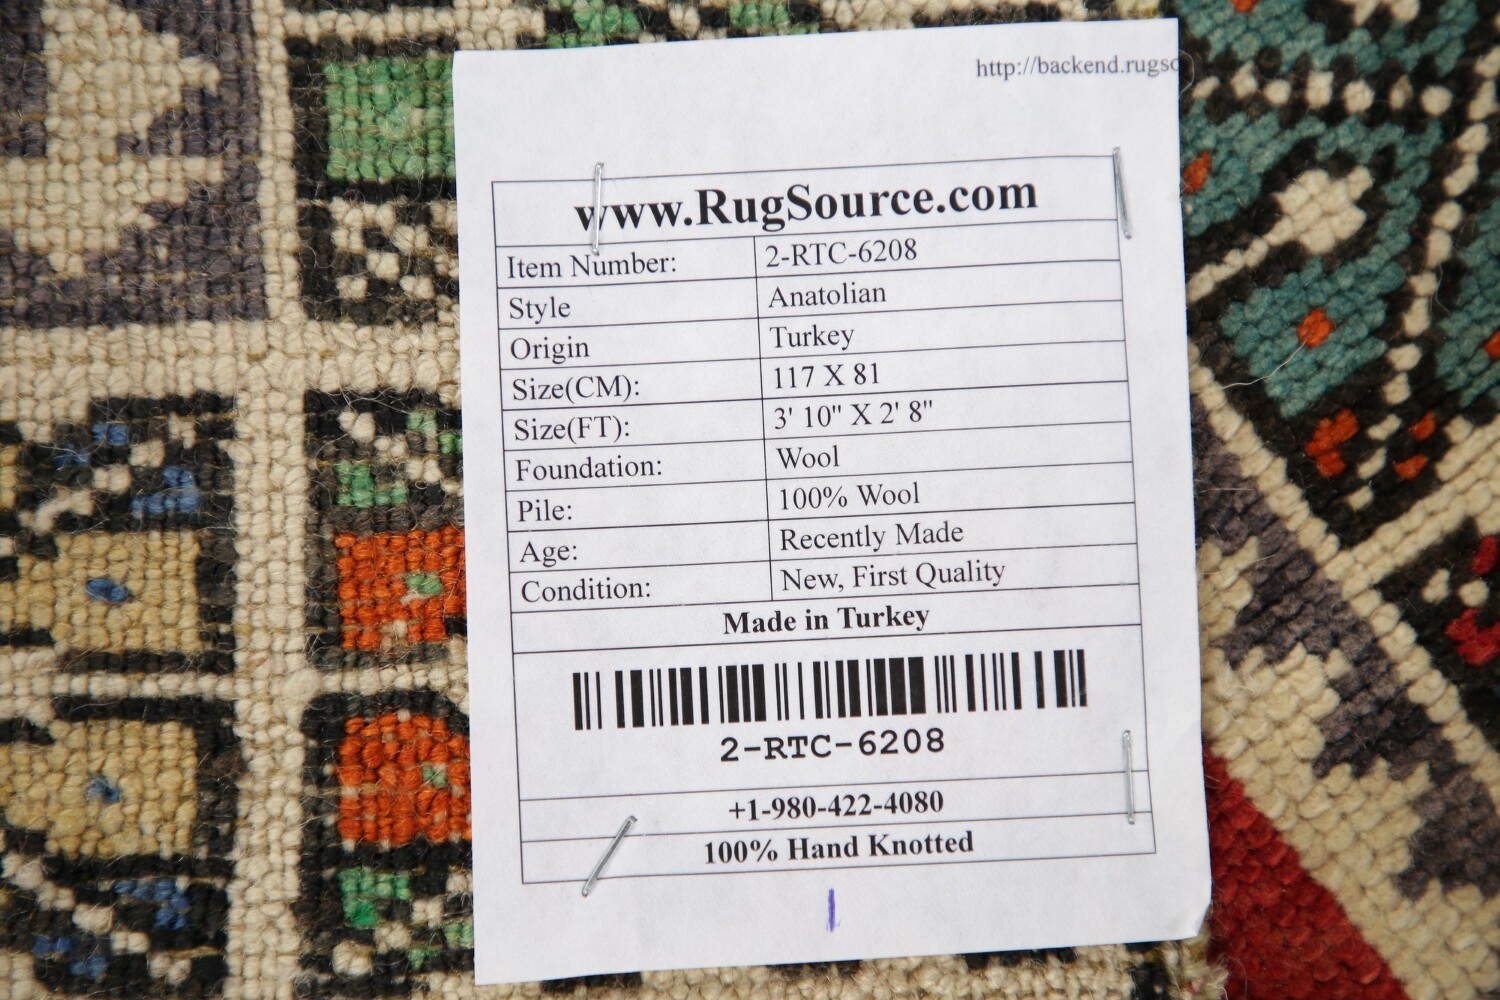 http://backend.rugsc
www.RugSource.com
Item Number: 2-RTC-6208
Style Anatolian
Origin Turkey
Size(CM): 117 X 81
Size(FT): 3' 10" X 2' 8"
Foundation: Wool
Pile: 100% Wool
Age: Recently Made
Condition: New, First Quality
Made in Turkey
2-RTC-6208
+1-980-422-4080
100% Hand Knotted